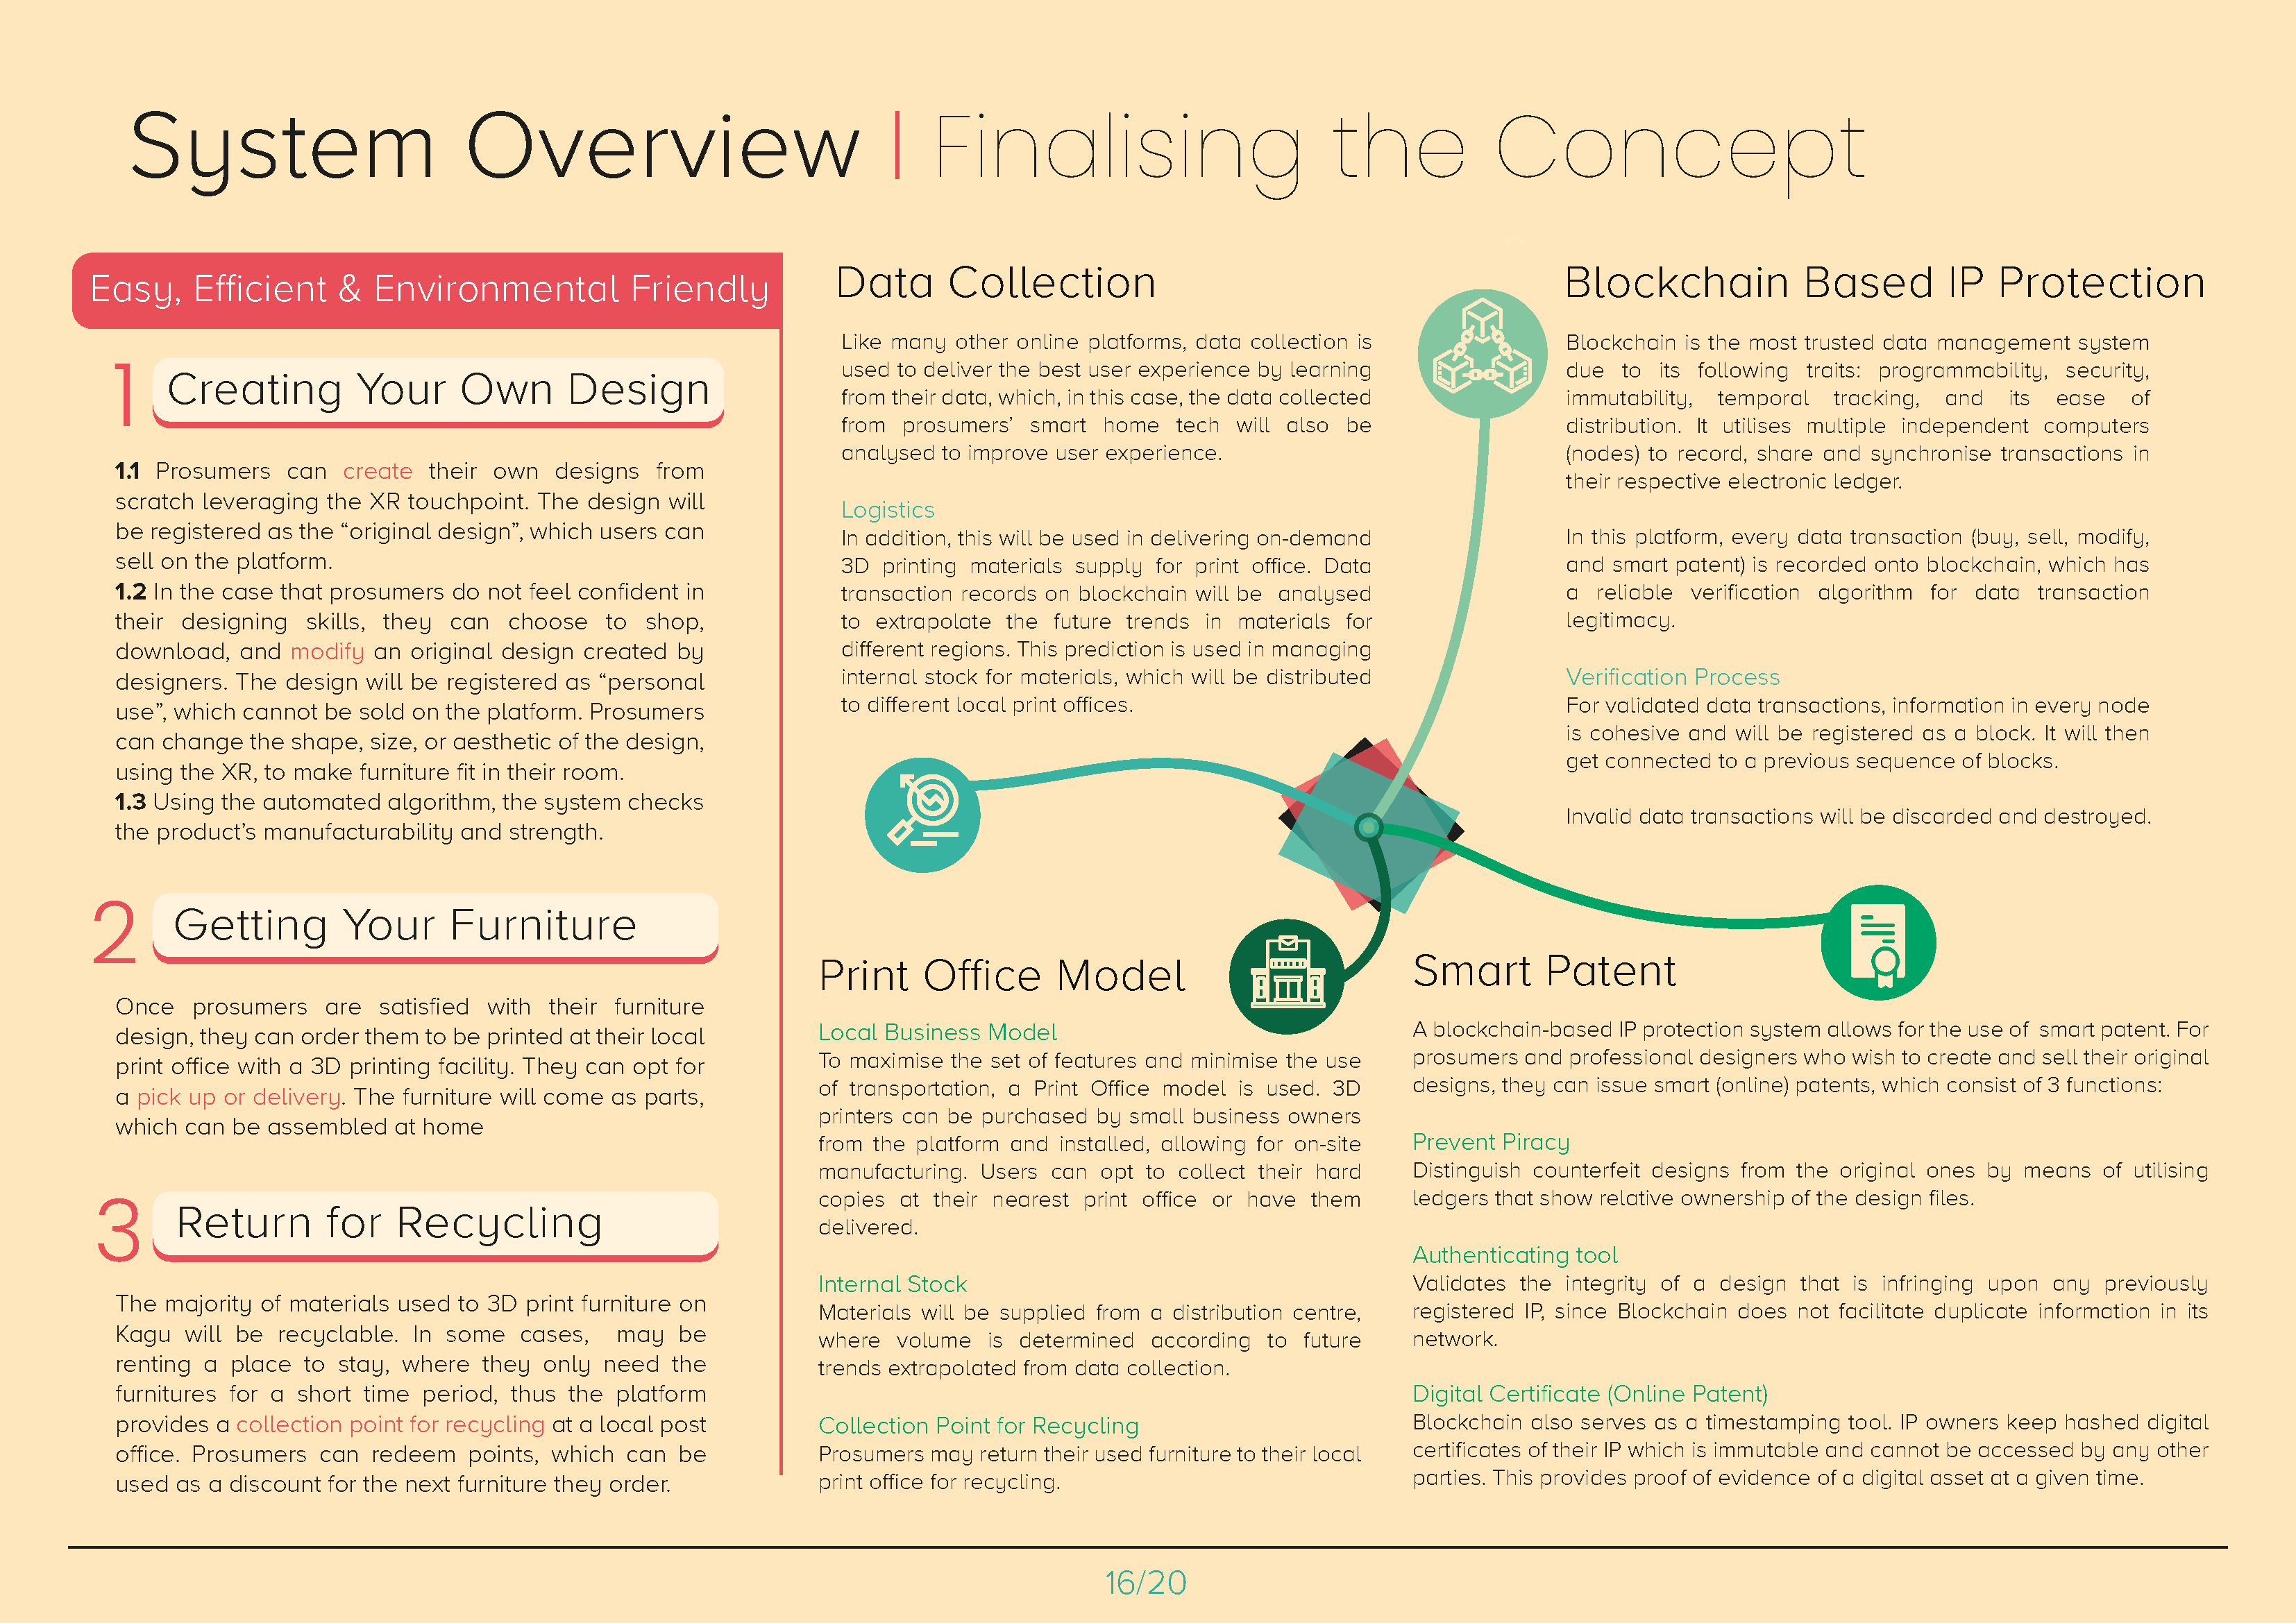 System Overview | Finalising the Concept
Easy, Efficient & Environmental Friendly
1 Creating Your Own Design
1.1 Prosumers can create their own designs from
scratch leveraging the XR touchpoint. The design will
be registered as the “original design”, which users can
sell on the platform.
1.2 In the case that prosumers do not feel confident in
their designing skills, they can choose to shop,
download, and modify an original design created by
designers. The design will be registered as “personal
use”, which cannot be sold on the platform. Prosumers
can change the shape, size, or aesthetic of the design,
using the XR, to make furniture fit in their room.
1.3 Using the automated algorithm, the system checks
the product’s manufacturability and strength.
2 Getting Your Furniture
Once prosumers are satisfied with their furniture
design, they can order them to be printed at their local
print office with a 3D printing facility. They can opt for
a pick up or delivery. The furniture will come as parts,
which can be assembled at home
3 Return for Recycling
The majority of materials used to 3D print furniture on
Kagu will be recyclable. In some cases, may be
renting a place to stay, where they only need the
furnitures for a short time period, thus the platform
provides a collection point for recycling at a local post
office. Prosumers can redeem points, which can be
used as a discount for the next furniture they order.
Data Collection
Like many other online platforms, data collection is
used to deliver the best user experience by learning
from their data, which, in this case, the data collected
from prosumers’ smart home tech will also be
analysed to improve user experience.
Logistics
In addition, this will be used in delivering on-demand
3D printing materials supply for print office. Data
transaction records on blockchain will be analysed
to extrapolate the future trends in materials for
different regions. This prediction is used in managing
internal stock for materials, which will be distributed
to different local print offices.
Blockchain Based IP Protection
Blockchain is the most trusted data management system
due to its following traits: programmability, security,
immutability, temporal tracking, and its ease of
distribution. It utilises multiple independent computers
(nodes) to record, share and synchronise transactions in
their respective electronic ledger.
In this platform, every data transaction (buy, sell, modify,
and smart patent) is recorded onto blockchain, which has
a reliable verification algorithm for data transaction
legitimacy.
Verification Process
For validated data transactions, information in every node
is cohesive and will be registered as a block. It will then
get connected to a previous sequence of blocks.
Invalid data transactions will be discarded and destroyed.
Print Office Model
Local Business Model
To maximise the set of features and minimise the use
of transportation, a Print Office model is used. 3D
printers can be purchased by small business owners
from the platform and installed, allowing for on-site
manufacturing. Users can opt to collect their hard
copies at their nearest print office or have them
delivered.
Internal Stock
Materials will be supplied from a distribution centre,
where volume is determined according to future
trends extrapolated from data collection.
Collection Point for Recycling
Prosumers may return their used furniture to their local
print office for recycling.
Smart Patent
A blockchain-based IP protection system allows for the use of smart patent. For
prosumers and professional designers who wish to create and sell their original
designs, they can issue smart (online) patents, which consist of 3 functions:
Prevent Piracy
Distinguish counterfeit designs from the original ones by means of utilising
ledgers that show relative ownership of the design files.
Authenticating tool
Validates the integrity of a design that is infringing upon any previously
registered IP, since Blockchain does not facilitate duplicate information in its
network.
Digital Certificate (Online Patent)
Blockchain also serves as a timestamping tool. IP owners keep hashed digital
certificates of their IP which is immutable and cannot be accessed by any other
parties. This provides proof of evidence of a digital asset at a given time.
16/20